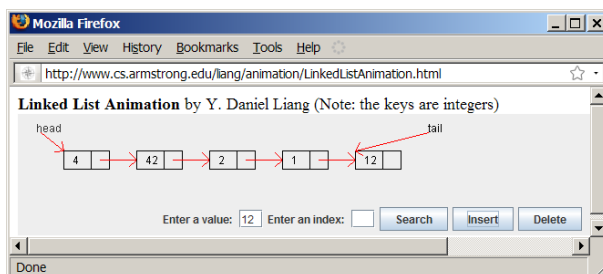 Mozilla Firefox
File Edit View History Bookmarks Tools Help
http://www.cs.armstrong.edu/liang/animation/LinkedListAnimation.html
Linked List Animation by Y. Daniel Liang (Note: the keys are integers)
head tail
4 42 2 1 12
Enter a value: 12 Enter an index: Search Insert Delete
Done